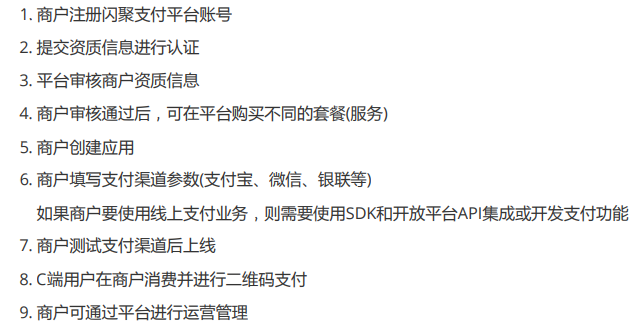 1. 商户注册闪聚支付平台账号
2. 提交资质信息进行认证
3. 平台审核商户资质信息
4. 商户审核通过后，可在平台购买不同的套餐(服务)
5. 商户创建应用
6. 商户填写支付渠道参数(支付宝、微信、银联等)
如果商户要使用线上支付业务，则需要使用SDK和开放平台API集成或开发支付功能
7. 商户测试支付渠道后上线
8. C端用户在商户消费并进行二维码支付
9. 商户可通过平台进行运营管理